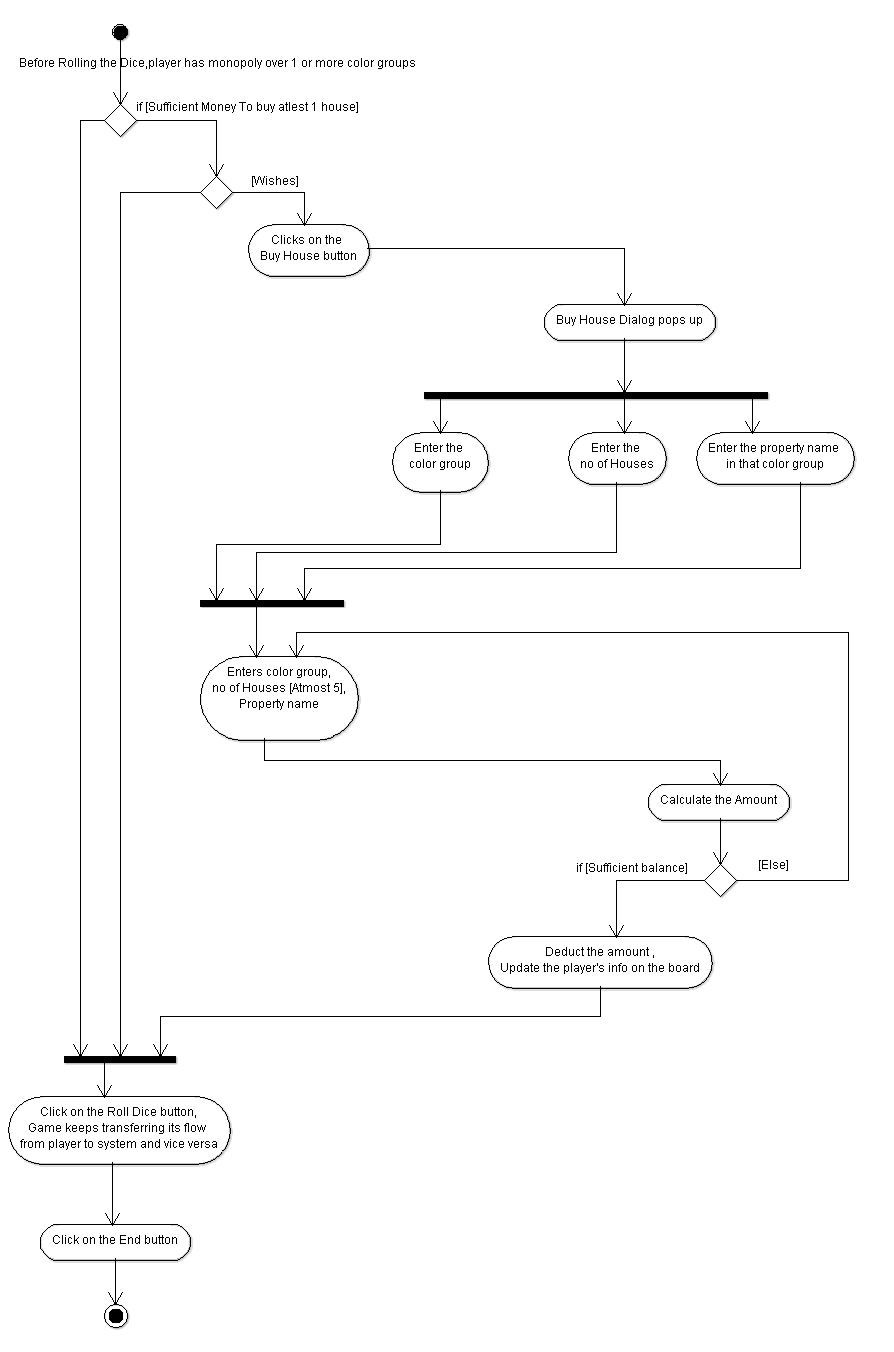 Before Rolling the Dice,player has monopoly over 1 or more color groups
if [Sufficient Money To buy atlest 1 house]
[Wishes]
Clicks on the
Buy House button
Buy House Dialog pops up
Enter the
color group
Enter the
no of Houses
Enter the property name
in that color group
Enters color group,
no of Houses [Atmost 5],
Property name
Calculate the Amount
if [Sufficient balance]
[Else]
Deduct the amount ,
Update the player's info on the board
Click on the Roll Dice button,
Game keeps transferring its flow
from player to system and vice versa
Click on the End button